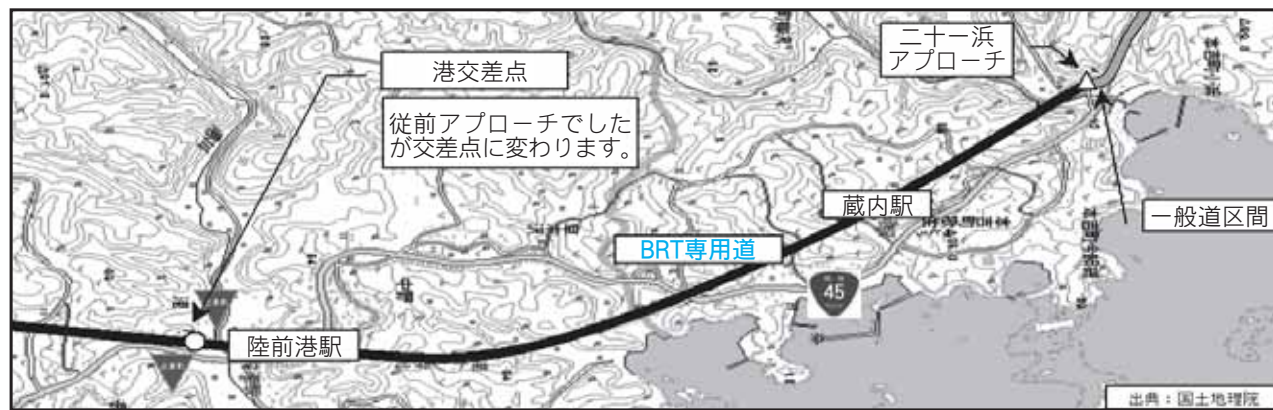 港交差点
従前アプローチでした
が交差点に変わります。
二十一浜
アプローチ
蔵内駅
一般道区間
BRT専用道
45
陸前港駅
出典：国土地理院